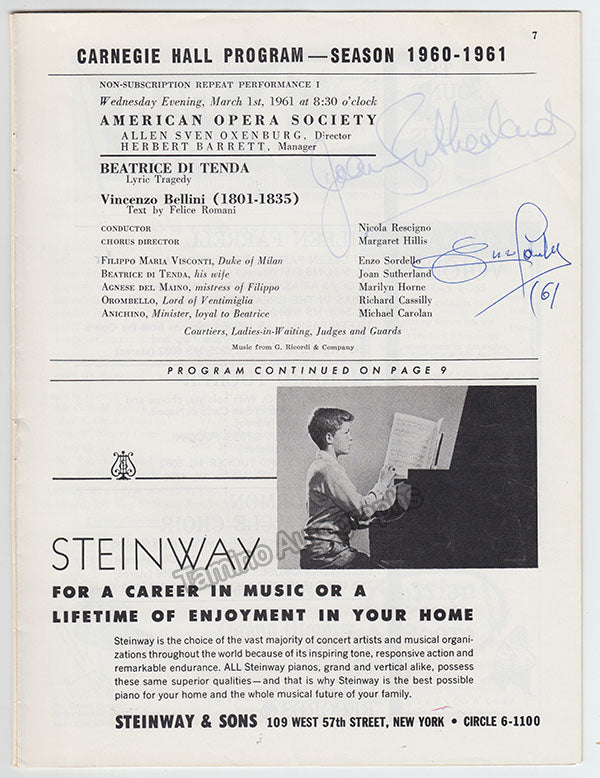 7
CARNEGIE HALL PROGRAM—SEASON 1960-1961
NON-SUBSCRIPTION REPEAT PERFORMANCE I
Wednesday Evening, March 1st, 1961 at 8:30 o'clock
AMERICAN OPERA SOCIETY
ALLEN SVEN OXENBURG, Director
HERBERT BARRETT, Manager
Joan Sutherland
BEATRICE DI TENDA
Lyric Tragedy
Vincenzo Bellini (1801-1835)
Text by Felice Romani
CONDUCTOR Nicola Rescigno
CHORUS DIRECTOR Margaret Hillis
FILIPPO MARIA VISCONTI, Duke of Milan Enzo Sordello
BEATRICE DI TENDA, his wife Joan Sutherland
AGNESE DEL MAINO, mistress of Filippo Marilyn Horne
OROMBELLO, Lord of Ventimiglia Richard Cassilly
ANICHINO, Minister, loyal to Beatrice Michael Carolan
Enzo Sordello
Courtiers, Ladies-in-Waiting, Judges and Guards
Music from G. Ricordi & Company
PROGRAM CONTINUED ON PAGE 9
STEINWAY
Tamino Autographs
FOR A CAREER IN MUSIC OR A
LIFETIME OF ENJOYMENT IN YOUR HOME
Steinway is the choice of the vast majority of concert artists and musical organi-
zations throughout the world because of its inspiring tone, responsive action and
remarkable endurance. ALL Steinway pianos, grand and vertical alike, possess
these same superior qualities—and that is why Steinway is the best possible
piano for your home and the whole musical future of your family.
STEINWAY & SONS 109 WEST 57th STREET, NEW YORK • CIRCLE 6-1100